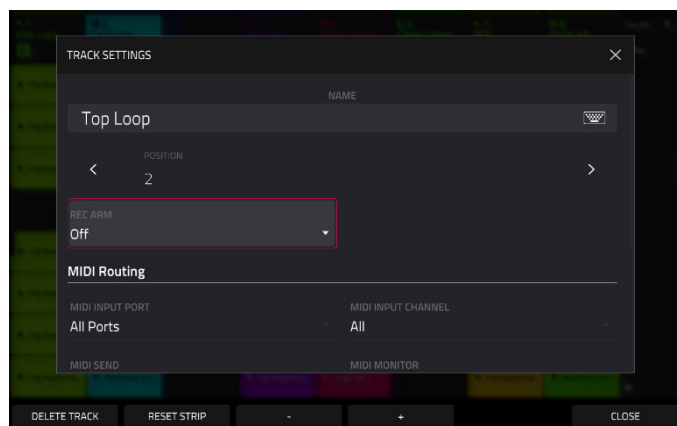 TRACK SETTINGS
NAME
Top Loop
POSITION
2
REC ARM
Off
MIDI Routing
MIDI INPUT PORT
MIDI INPUT CHANNEL
All Ports
All
MIDI SEND
MIDI MONITOR
DELETE TRACK
RESET STRIP
-
+
CLOSE